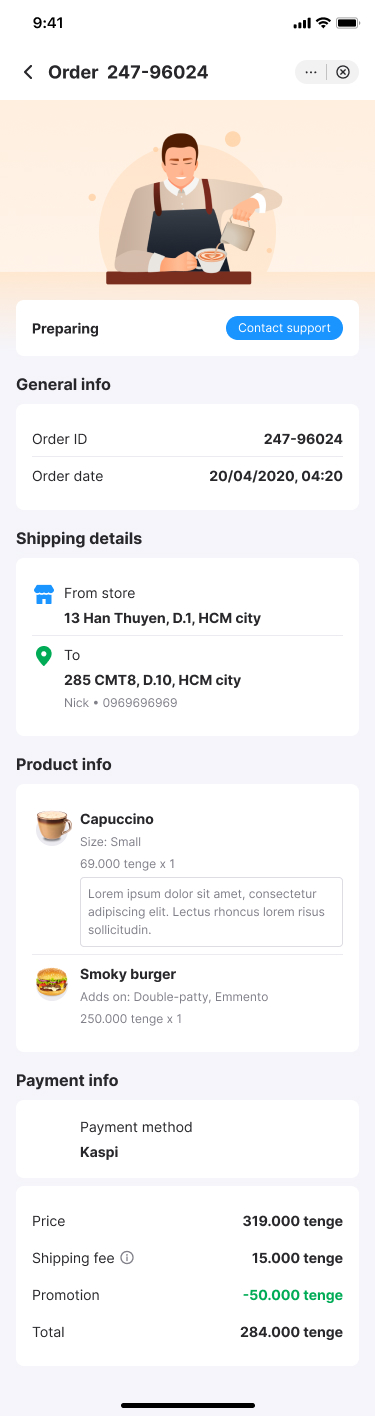 9:41
Order 247-96024
Preparing
Contact support
General info
Order ID
247-96024
Order date
20/04/2020, 04:20
Shipping details
From store
13 Han Thuyen, D.1, HCM city
To
285 CMT8, D.10, HCM city
Nick • 0969696969
Product info
Capuccino
Size: Small
69.000 tenge x 1
Lorem ipsum dolor sit amet, consectetur
adipiscing elit. Lectus rhoncus lorem risus
sollicitudin.
Smoky burger
Adds on: Double-patty, Emmento
250.000 tenge x 1
Payment info
Payment method
Kaspi
Price
319.000 tenge
Shipping fee
15.000 tenge
Promotion
-50.000 tenge
Total
284.000 tenge